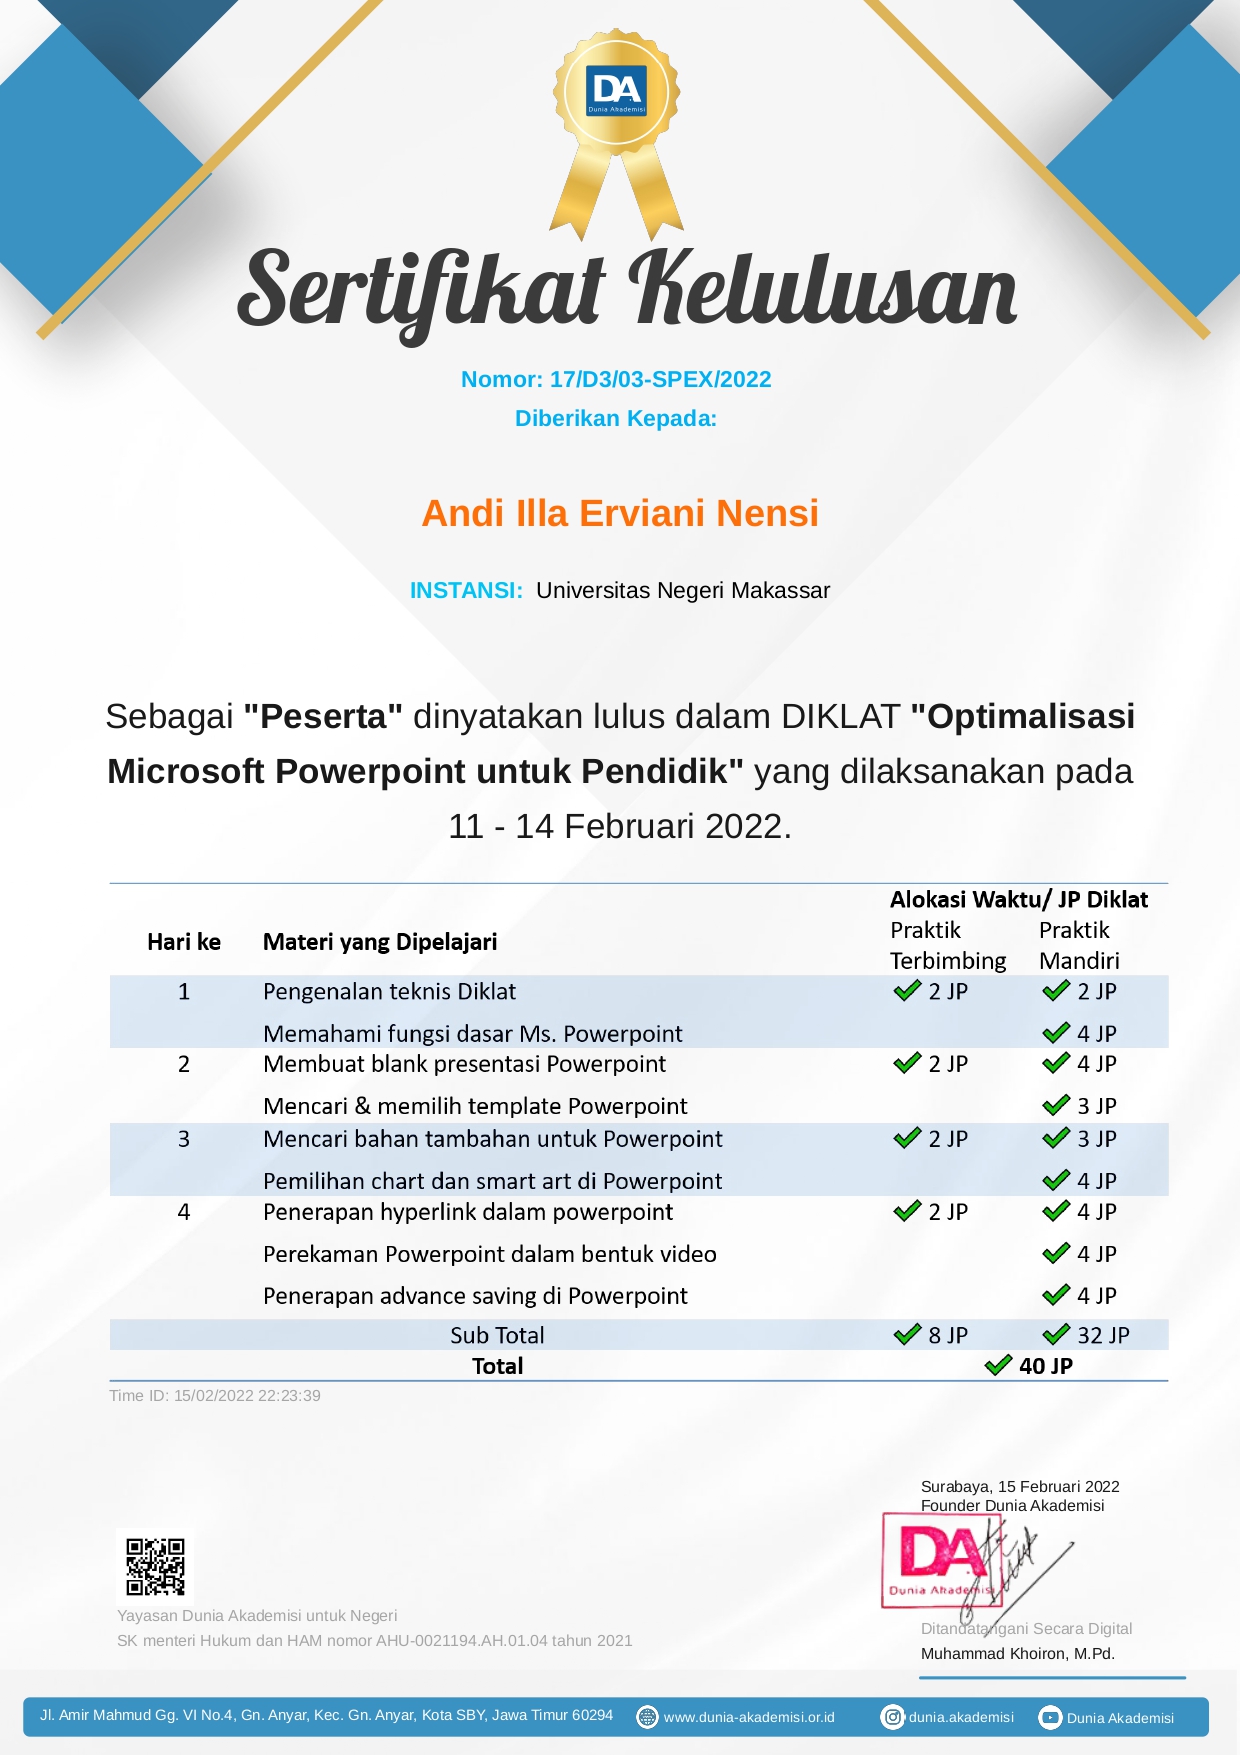 DA
Dunia Akademisi
Sertifikat Kelulusan
Nomor: 17/D3/03-SPEX/2022
Diberikan Kepada:
Andi Illa Erviani Nensi
INSTANSI: Universitas Negeri Makassar
Sebagai "Peserta" dinyatakan lulus dalam DIKLAT "Optimalisasi
Microsoft Powerpoint untuk Pendidik" yang dilaksanakan pada
11 - 14 Februari 2022.
Alokasi Waktu/ JP Diklat
Hari ke Materi yang Dipelajari Praktik Terbimbing Praktik Mandiri
1 Pengenalan teknis Diklat 2 JP 2 JP
Memahami fungsi dasar Ms. Powerpoint 4 JP
2 Membuat blank presentasi Powerpoint 2 JP 4 JP
Mencari & memilih template Powerpoint 3 JP
3 Mencari bahan tambahan untuk Powerpoint 2 JP 3 JP
Pemilihan chart dan smart art di Powerpoint 4 JP
4 Penerapan hyperlink dalam powerpoint 2 JP 4 JP
Perekaman Powerpoint dalam bentuk video 4 JP
Penerapan advance saving di Powerpoint 4 JP
Sub Total 8 JP 32 JP
Total 40 JP
Time ID: 15/02/2022 22:23:39
Surabaya, 15 Februari 2022
Founder Dunia Akademisi
DA
Dunia Akademisi
Ditandatangani Secara Digital
Muhammad Khoiron, M.Pd.
Yayasan Dunia Akademisi untuk Negeri
SK menteri Hukum dan HAM nomor AHU-0021194.AH.01.04 tahun 2021
Jl. Amir Mahmud Gg. VI No.4, Gn. Anyar, Kec. Gn. Anyar, Kota SBY, Jawa Timur 60294 www.dunia-akademisi.or.id dunia.akademisi Dunia Akademisi